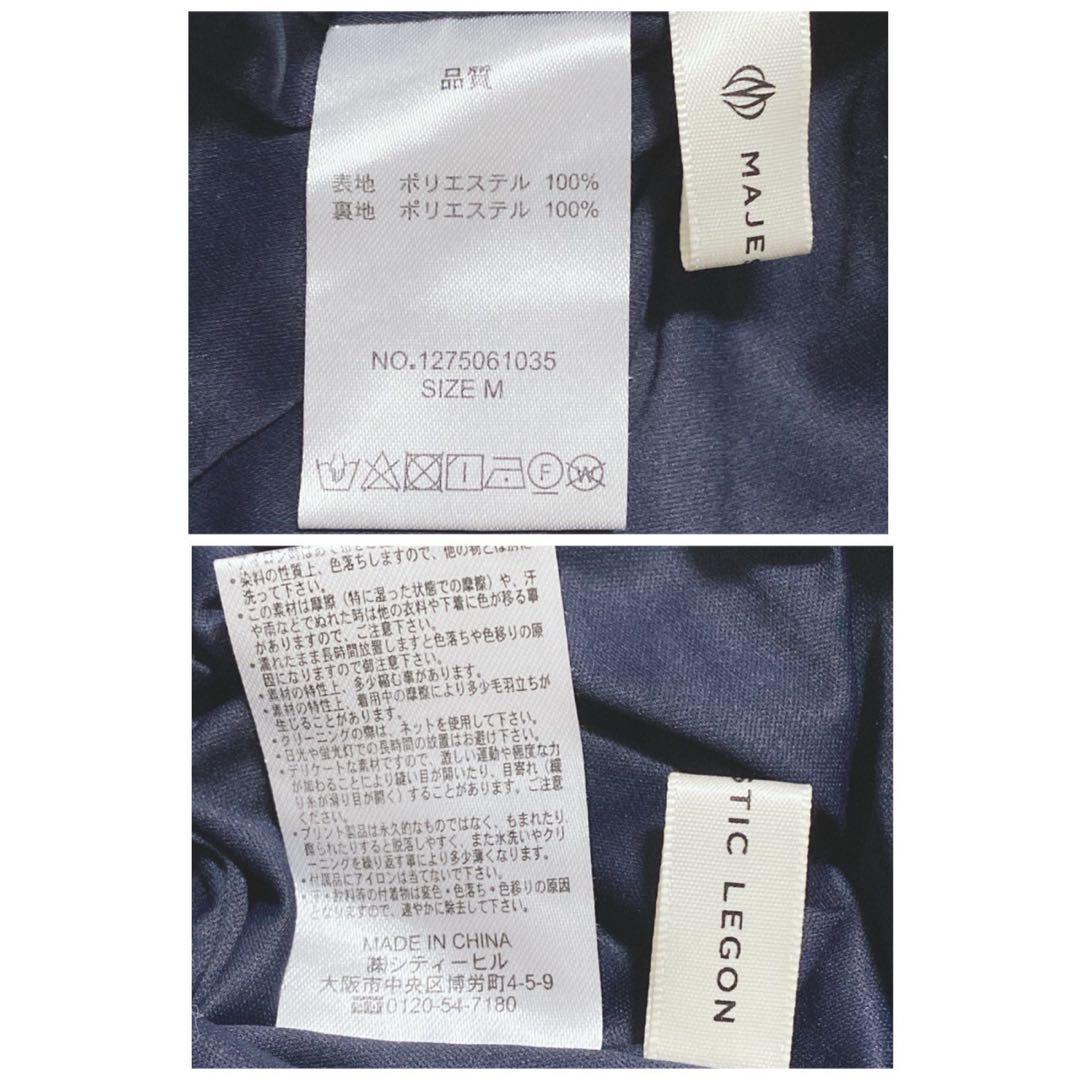 品質
表地 ポリエステル 100%
裏地 ポリエステル 100%
NO.1275061035
SIZE M
F
W
MAJES
・染料の性質上、色落ちしますので、他の物とは別に
洗って下さい。
・この素材は摩擦(特に湿った状態での摩擦)や、汗
や雨などでぬれた時は他の衣料や下着に色が移る事
がありますので、ご注意下さい。
・濡れたまま長時間放置しますと色落ちや色移りの原
因になりますので御注意下さい。
・素材の特性上、多少縮む事があります。
・素材の特性上、着用中の摩擦により多少毛羽立ちが
生じることがあります。
・クリーニングの際は、ネットを使用して下さい。
・日光や蛍光灯での長時間の放置はお避け下さい。
・デリケートな素材ですので、激しい運動や極度な力
が加わることにより縫い目が開いたり、目寄れ(織
り糸が滑り目が開く)することがあります。ご注意
ください。
・プリント製品は永久的なものではなく、もまれたり
擦られたりすると脱落しやすく、また水洗いやクリ
ーニングを繰り返す事により多少薄くなります。
・付属品にアイロンは当てないで下さい。
・汗・飲料等の付着物は変色・色落ち・色移りの原因
となりますので、速やかに除去して下さい。
MADE IN CHINA
㈱シティーヒル
大阪市中央区博労町4-5-9
0120-54-7180
STIC LEGON